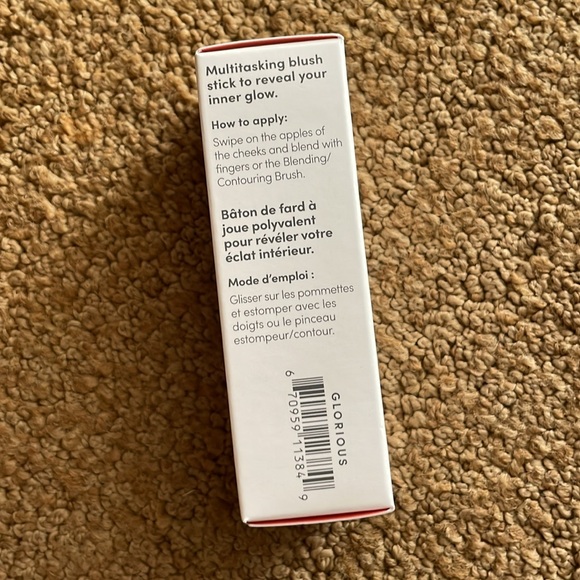 Multitasking blush
stick to reveal your
inner glow.
How to apply:
Swipe on the apples of
the cheeks and blend with
fingers or the Blending/
Contouring Brush.
Bâton de fard à
joue polyvalent
pour révéler votre
éclat intérieur.
Mode d'emploi :
Glisser sur les pommettes
et estomper avec les
doigts ou le pinceau
estompeur/contour.
GLORIOUS
6 70959 11384 9